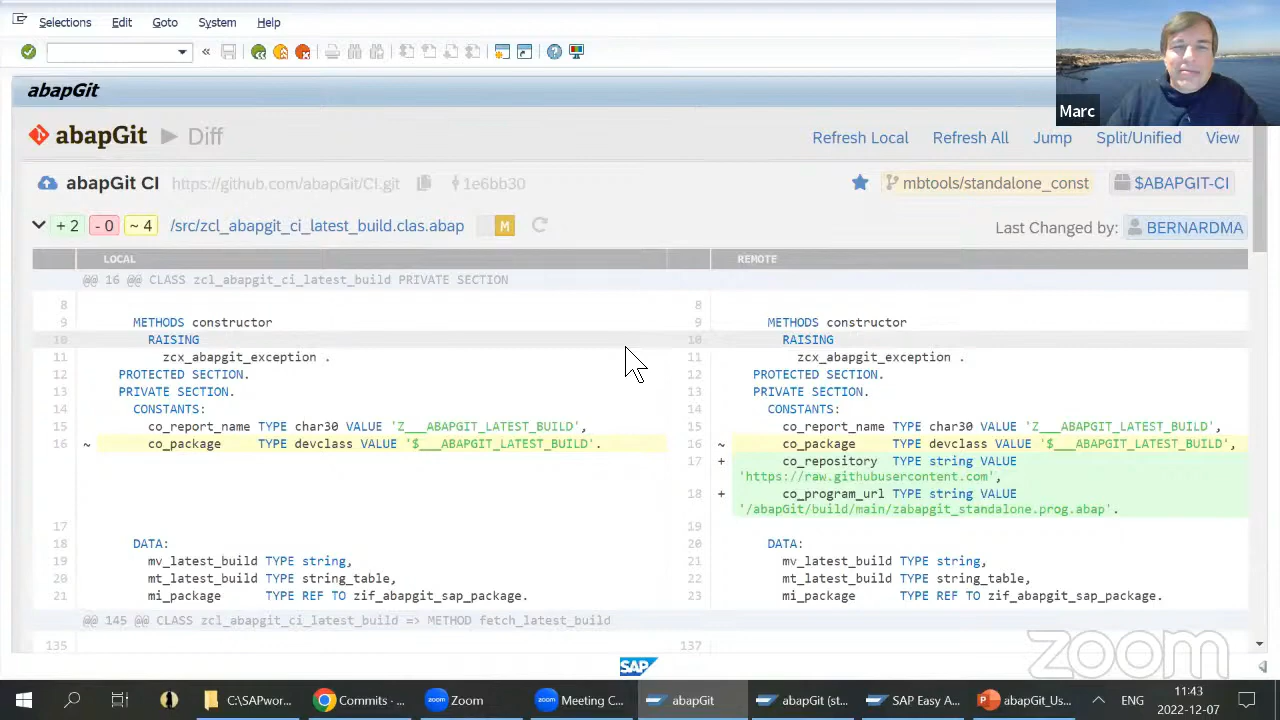 Selections Edit Goto System Help
«
abapGit
abapGit Diff
Refresh Local Refresh All Jump Split/Unified View
Marc
abapGit CI https://github.com/abapGit/CI.git 1e6bb30 mbtools/standalone_const $ABAPGIT-CI
+ 2 - 0 ~ 4 /src/zcl_abapgit_ci_latest_build.clas.abap M Last Changed by: BERNARDMA
LOCAL REMOTE
@@ 16 @@ CLASS zcl_abapgit_ci_latest_build PRIVATE SECTION
8 8
9 METHODS constructor 9 METHODS constructor
10 RAISING 10 RAISING
11 zcx_abapgit_exception . 11 zcx_abapgit_exception .
12 PROTECTED SECTION. 12 PROTECTED SECTION.
13 PRIVATE SECTION. 13 PRIVATE SECTION.
14 CONSTANTS: 14 CONSTANTS:
15 co_report_name TYPE char30 VALUE 'Z___ABAPGIT_LATEST_BUILD', 15 co_report_name TYPE char30 VALUE 'Z___ABAPGIT_LATEST_BUILD',
16 ~ co_package TYPE devclass VALUE '$___ABAPGIT_LATEST_BUILD'. 16 ~ co_package TYPE devclass VALUE '$___ABAPGIT_LATEST_BUILD',
17 + co_repository TYPE string VALUE
'https://raw.githubusercontent.com',
18 + co_program_url TYPE string VALUE
'/abapGit/build/main/zabapgit_standalone.prog.abap'.
17 19
18 DATA: 20 DATA:
19 mv_latest_build TYPE string, 21 mv_latest_build TYPE string,
20 mt_latest_build TYPE string_table, 22 mt_latest_build TYPE string_table,
21 mi_package TYPE REF TO zif_abapgit_sap_package. 23 mi_package TYPE REF TO zif_abapgit_sap_package.
@@ 145 @@ CLASS zcl_abapgit_ci_latest_build => METHOD fetch_latest_build
135 137
zoom
SAP
C:\SAPwor... Commits - ... Zoom Meeting C... abapGit abapGit (st... SAP Easy A... abapGit_Us... ENG 11:43
2022-12-07